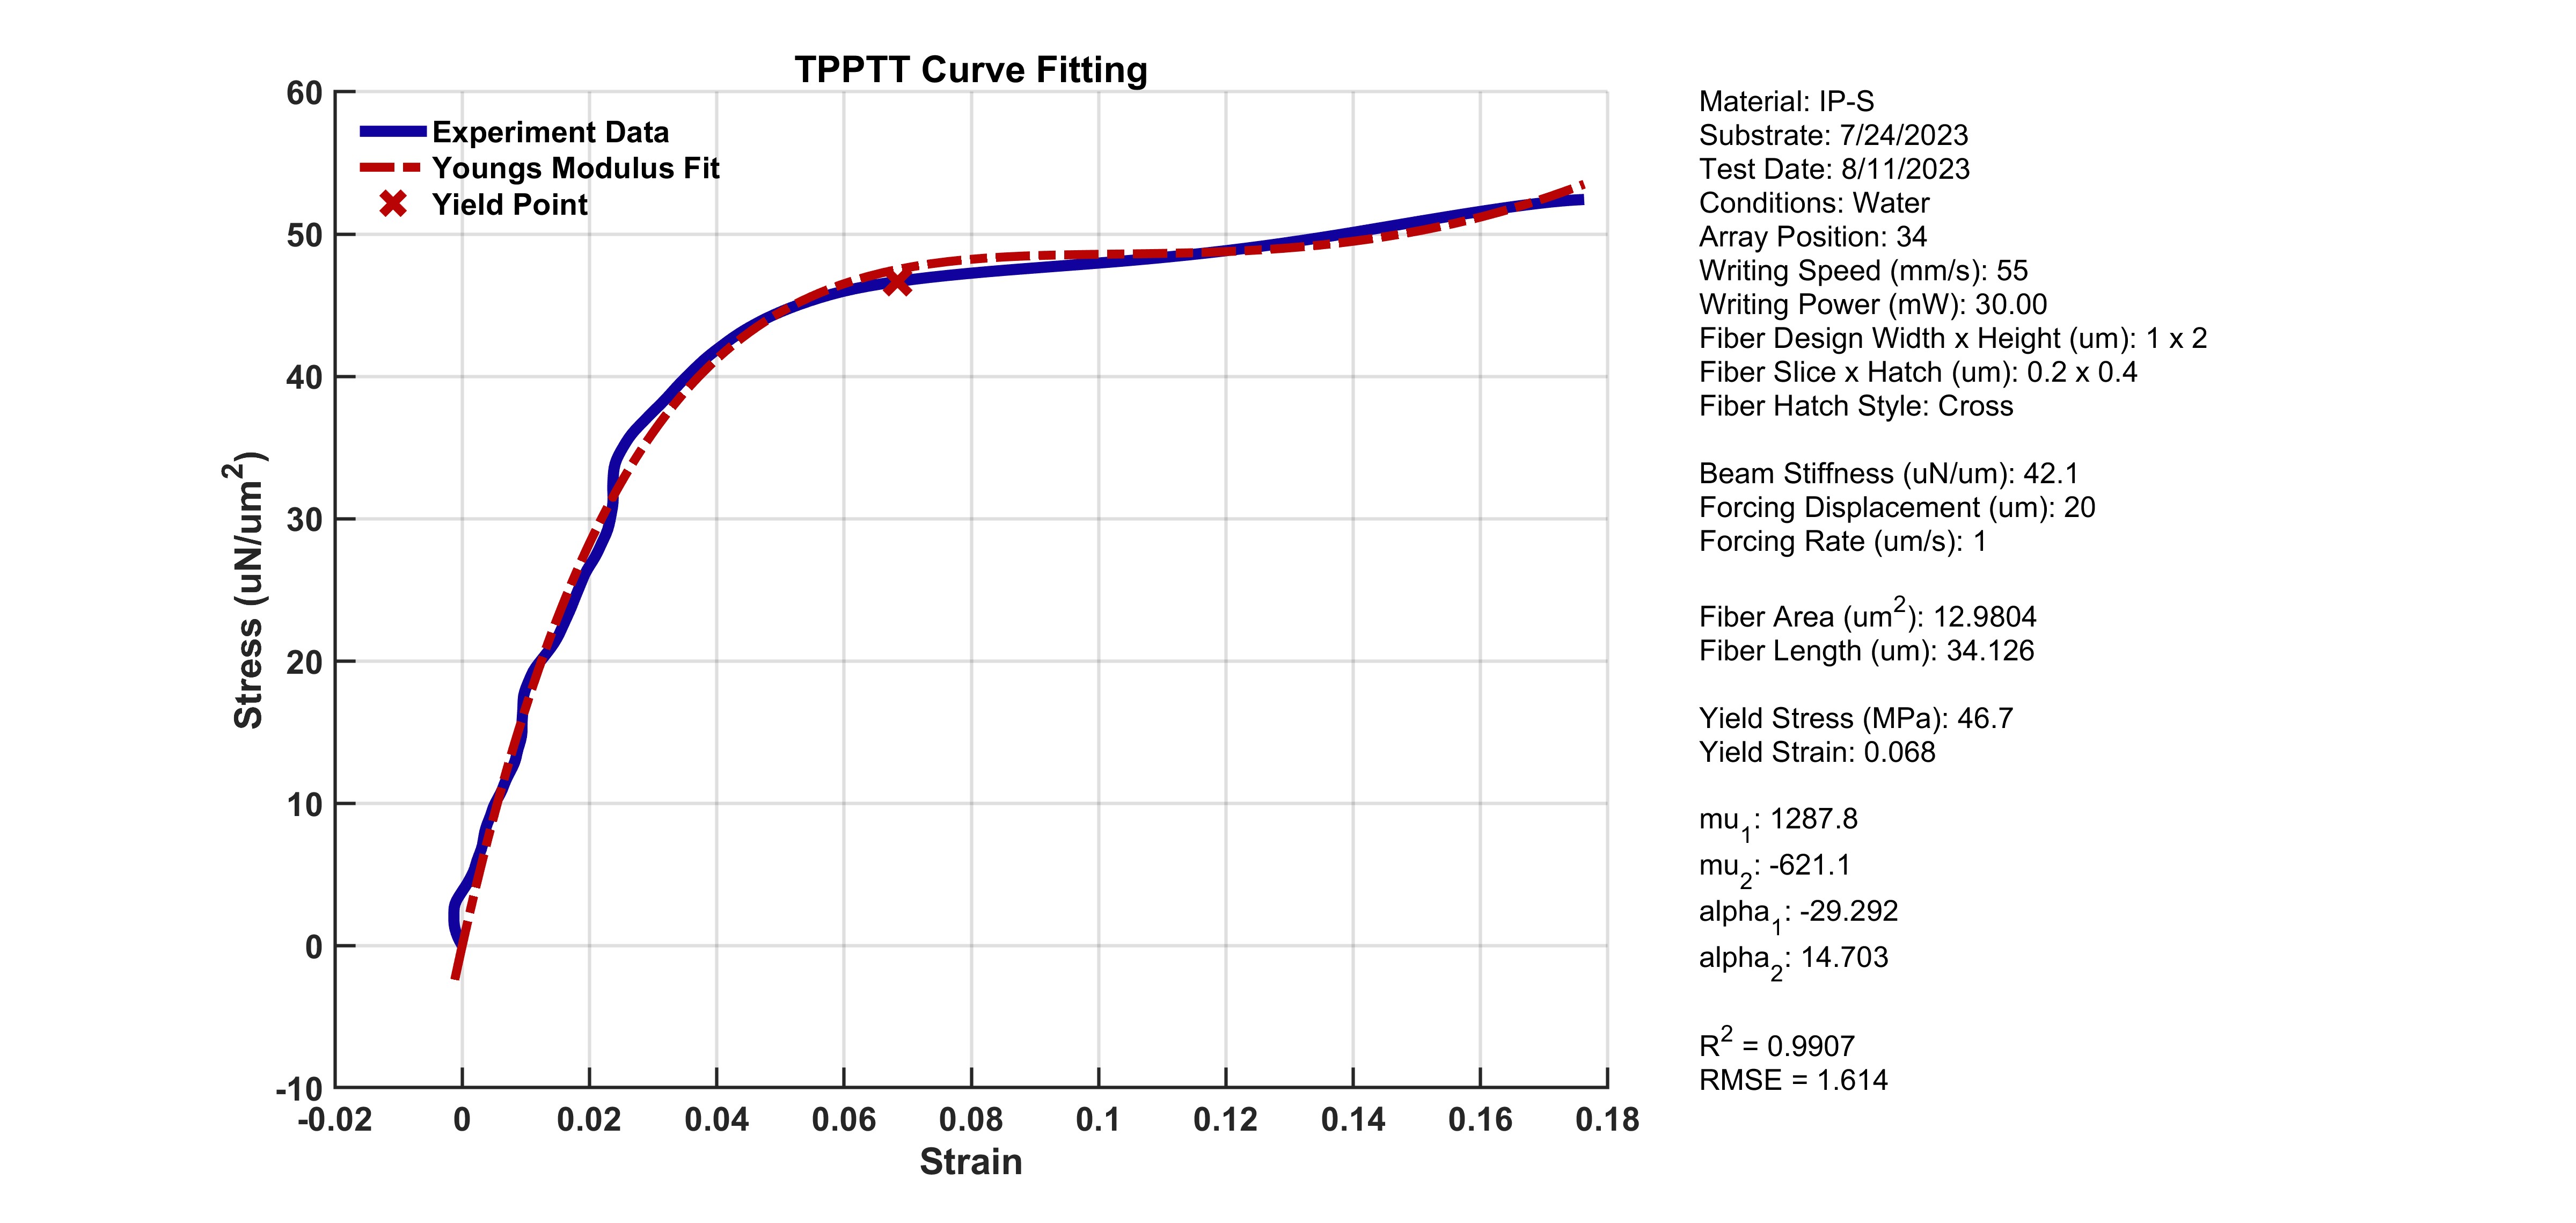 TPPTT Curve Fitting
60
50
40
30
20
10
0
-10
Stress (uN/um²)
Experiment Data
Youngs Modulus Fit
Yield Point
-0.02 0 0.02 0.04 0.06 0.08 0.1 0.12 0.14 0.16 0.18
Strain
Material: IP-S
Substrate: 7/24/2023
Test Date: 8/11/2023
Conditions: Water
Array Position: 34
Writing Speed (mm/s): 55
Writing Power (mW): 30.00
Fiber Design Width x Height (um): 1 x 2
Fiber Slice x Hatch (um): 0.2 x 0.4
Fiber Hatch Style: Cross
Beam Stiffness (uN/um): 42.1
Forcing Displacement (um): 20
Forcing Rate (um/s): 1
Fiber Area (um²): 12.9804
Fiber Length (um): 34.126
Yield Stress (MPa): 46.7
Yield Strain: 0.068
mu₁: 1287.8
mu₂: -621.1
alpha₁: -29.292
alpha₂: 14.703
R² = 0.9907
RMSE = 1.614